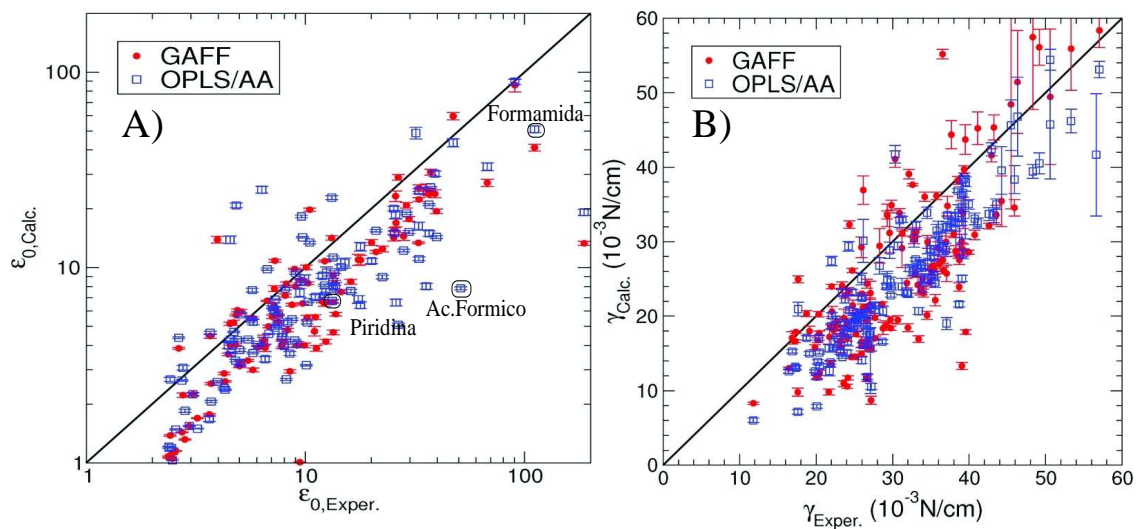 GAFF
OPLS/AA
A)
Formamida
Piridina
Ac.Formico
100
10
1
ε0,Calc.
1
10
100
ε0,Exper.
GAFF
OPLS/AA
B)
60
50
40
30
20
10
0
γCalc. (10⁻³N/cm)
0
10
20
30
40
50
60
γExper. (10⁻³N/cm)